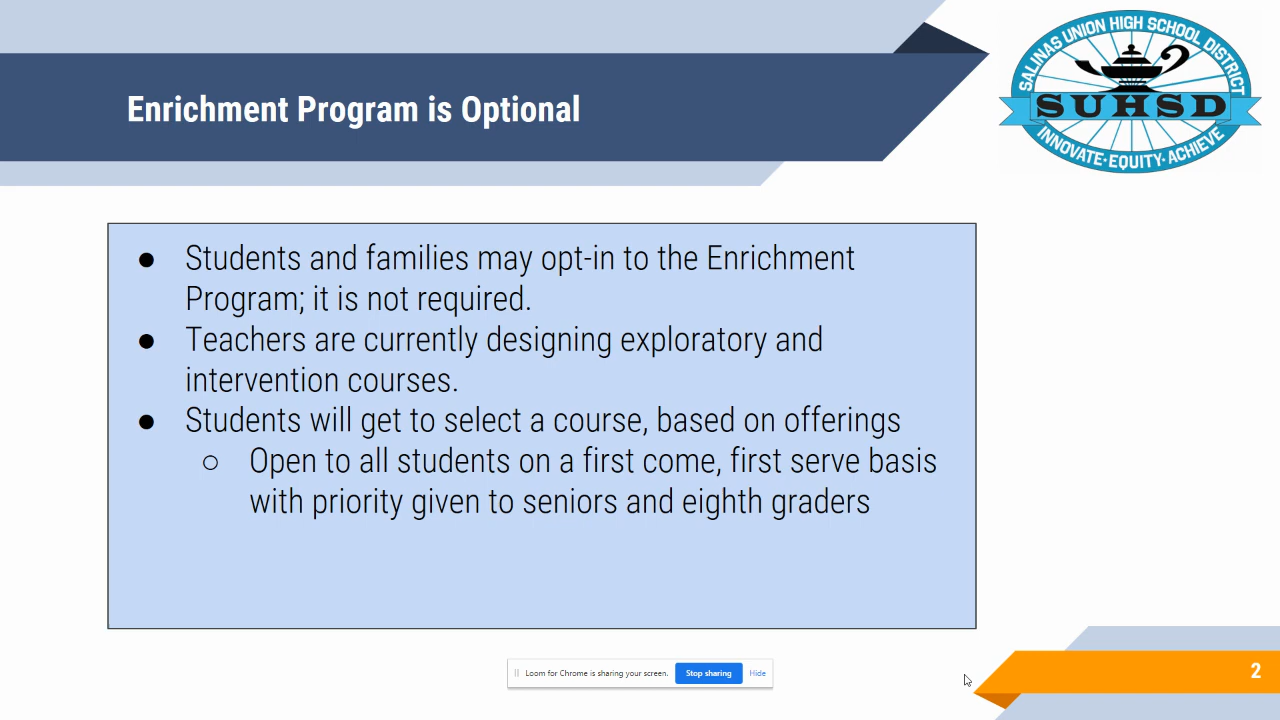 Enrichment Program is Optional
SALINAS UNION HIGH SCHOOL DISTRICT
SUHSD
INNOVATE·EQUITY·ACHIEVE
● Students and families may opt-in to the Enrichment
Program; it is not required.
● Teachers are currently designing exploratory and
intervention courses.
● Students will get to select a course, based on offerings
○ Open to all students on a first come, first serve basis
with priority given to seniors and eighth graders
Loom for Chrome is sharing your screen. Stop sharing Hide
2